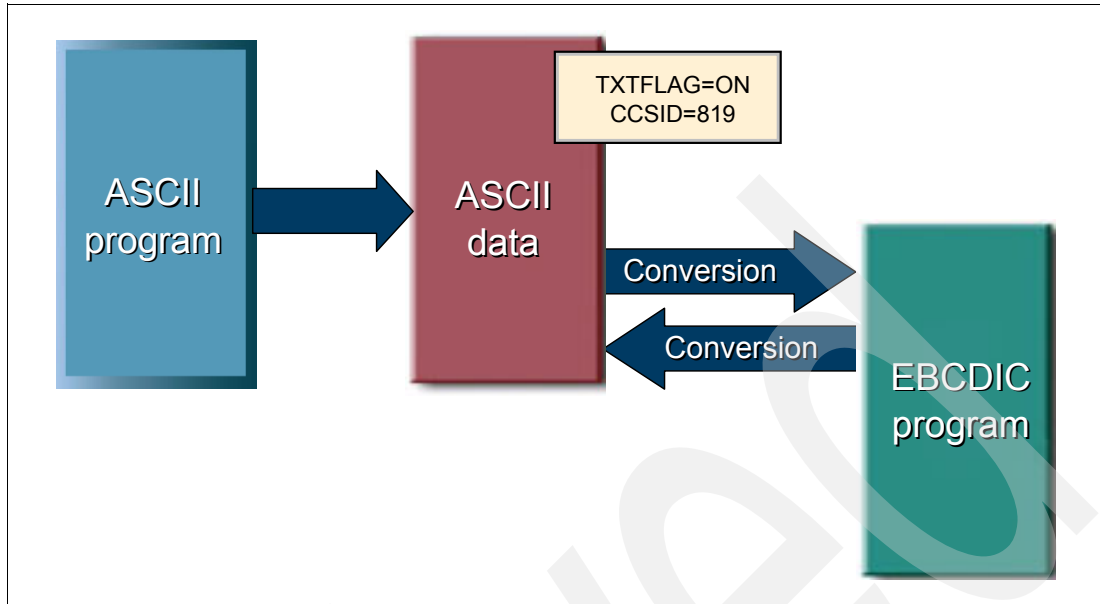 TXTFLAG=ON
CCSID=819
ASCII
program
ASCII
data
Conversion
Conversion
EBCDIC
program